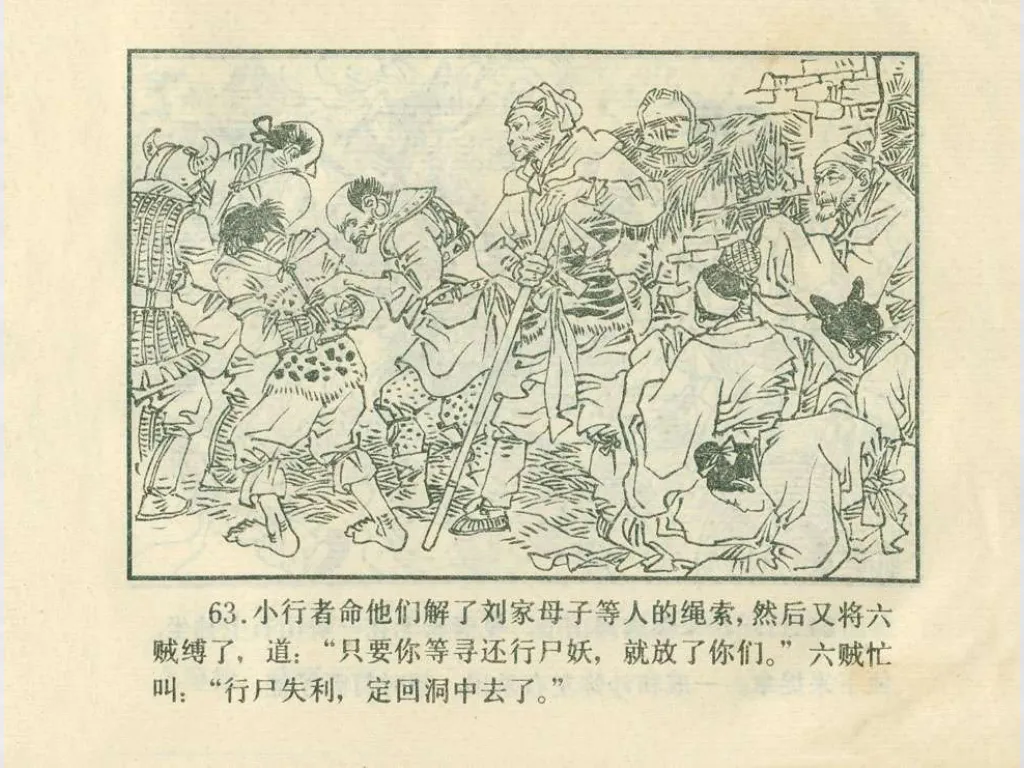 63.小行者命他们解了刘家母子等人的绳索，然后又将六
贼缚了，道：“只要你等寻还行尸妖，就放了你们。”六贼忙
叫：“行尸失利，定回洞中去了。”